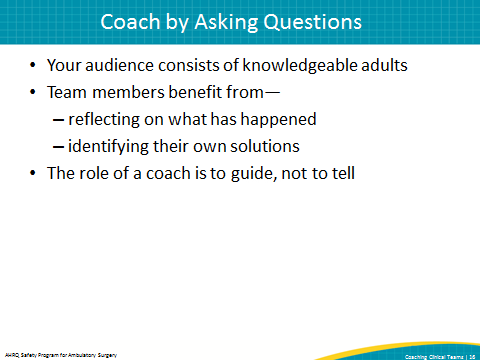 Coach by Asking Questions
• Your audience consists of knowledgeable adults
• Team members benefit from—
– reflecting on what has happened
– identifying their own solutions
• The role of a coach is to guide, not to tell
AHRQ Safety Program for Ambulatory Surgery
Coaching Clinical Teams | 16